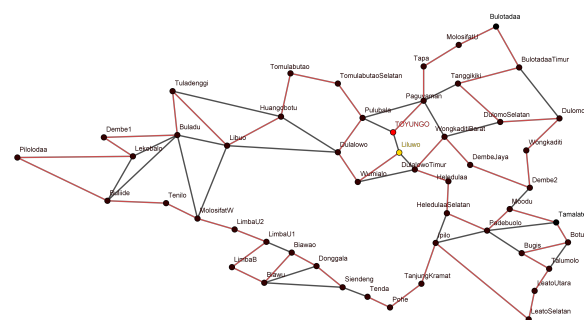 Bulotadaa
MolosifatU
Tapa
Tanggikiki
BulotadaaTimur
Tomulabutao
TomulabutaoSelatan
Tuladenggi
Huangobotu
Pulubala
Paguyaman
DulomoSelatan
Dulomo
TOYUNGO
WongkaditiBarat
Wongkaditi
Dembe1
Buladu
Libuo
Dulalowo
Liluwo
Pilolodaa
Lekobalo
Wumialo
DulalowoTimur
DembeJaya
Heledulaa
Dembe2
Buliide
Tenilo
MolosifatW
HeledulaaSelatan
Moodu
LimbaU2
Padebuolo
Tamalate
LimbaU1
Ipilo
Botu
Biawao
Bugis
LimbaB
Donggala
Talumolo
Biawu
Siendeng
TanjungKramat
LeatoUtara
Tenda
Pohe
LeatoSelatan